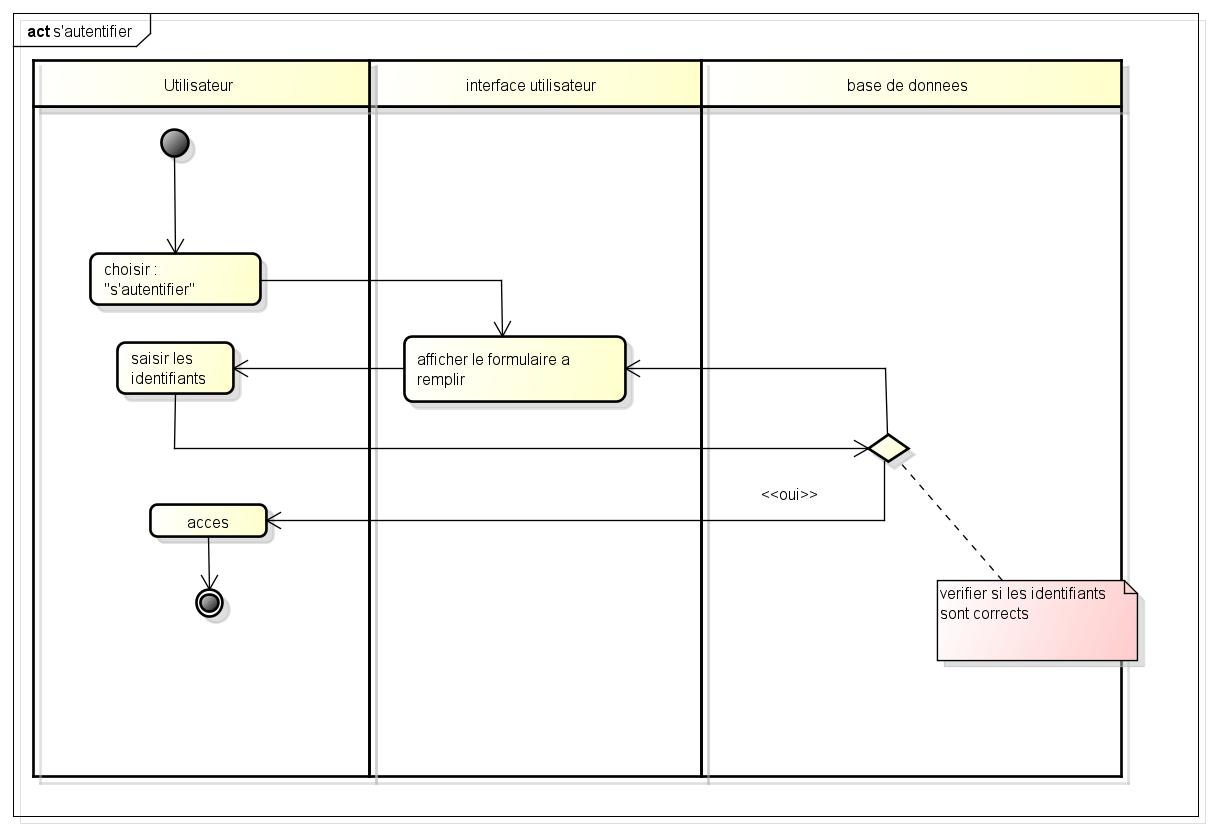 act s'autentifier
Utilisateur
interface utilisateur
base de donnees
choisir :
"s'autentifier"
saisir les
identifiants
afficher le formulaire a
remplir
<<oui>>
acces
verifier si les identifiants
sont corrects